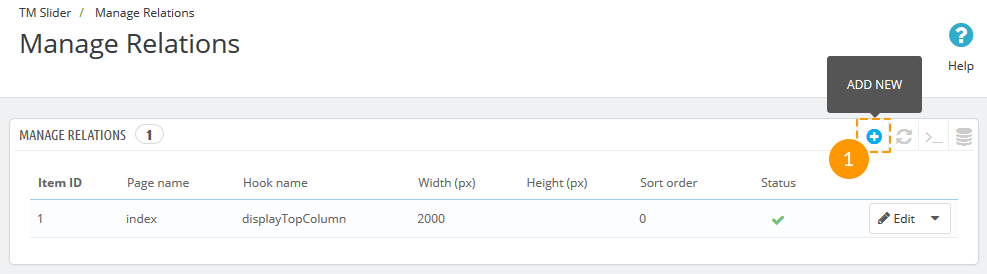 TM Slider / Manage Relations
Manage Relations
Help
ADD NEW
MANAGE RELATIONS 1
1
Item ID Page name Hook name Width (px) Height (px) Sort order Status
1 index displayTopColumn 2000 0 Edit